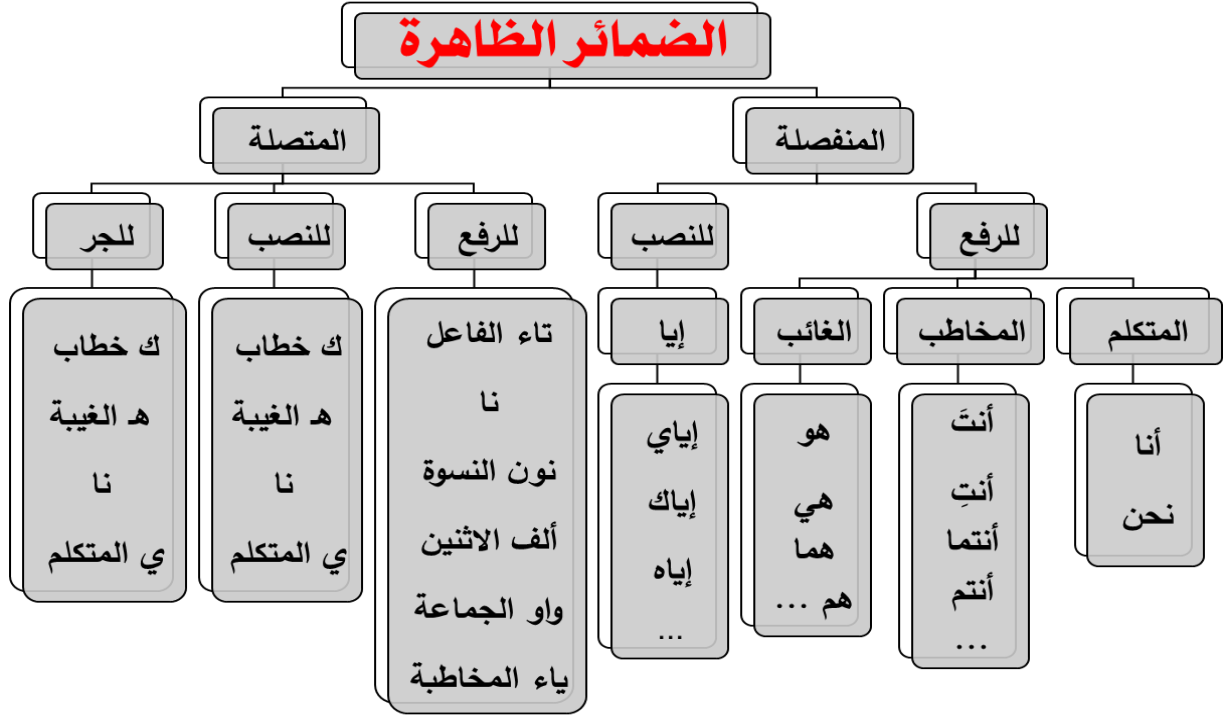 الضمائر الظاهرة
المنفصلة
المتصلة
للرفع
للنصب
للرفع
للنصب
للجر
المتكلم
المخاطب
الغائب
إيا
أنا
نحن
أنتَ
أنتِ
أنتما
أنتم
...
هو
هي
هما
هم ...
إياي
إياك
إياه
...
تاء الفاعل
نا
نون النسوة
ألف الاثنين
واو الجماعة
ياء المخاطبة
ك خطاب
هـ الغيبة
نا
ي المتكلم
ك خطاب
هـ الغيبة
نا
ي المتكلم